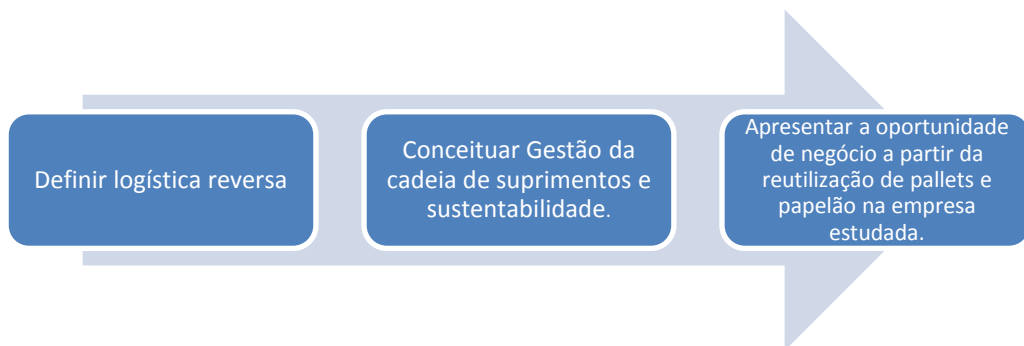 Definir logística reversa
Conceituar Gestão da
cadeia de suprimentos e
sustentabilidade.
Apresentar a oportunidade
de negócio a partir da
reutilização de pallets e
papelão na empresa
estudada.